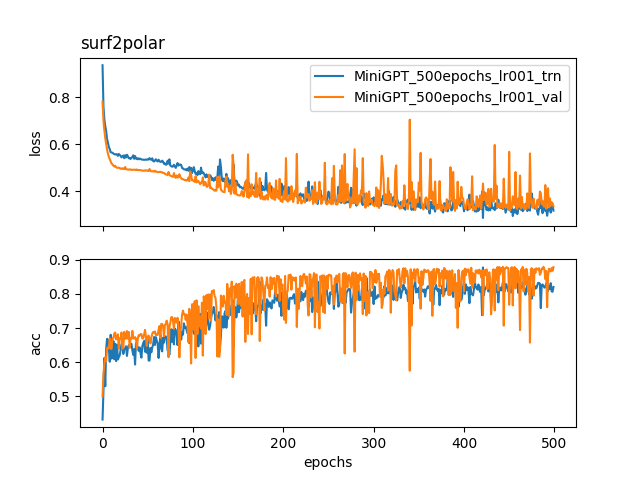 surf2polar
MiniGPT_500epochs_lr001_trn
MiniGPT_500epochs_lr001_val
loss
0.8
0.6
0.4
acc
0.9
0.8
0.7
0.6
0.5
0
100
200
300
400
500
epochs